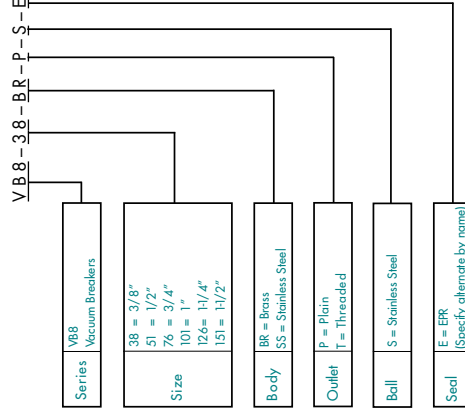 VB8-38-BR-P-S-E
Series
VB8
Vacuum Breakers
Size
38 = 3/8"
51 = 1/2"
76 = 3/4"
101 = 1"
126= 1-1/4"
151 = 1-1/2"
Body
BR = Brass
SS = Stainless Steel
Outlet
P = Plain
T = Threaded
Ball
S = Stainless Steel
Seal
E = EPR
(Specify alternate by name)